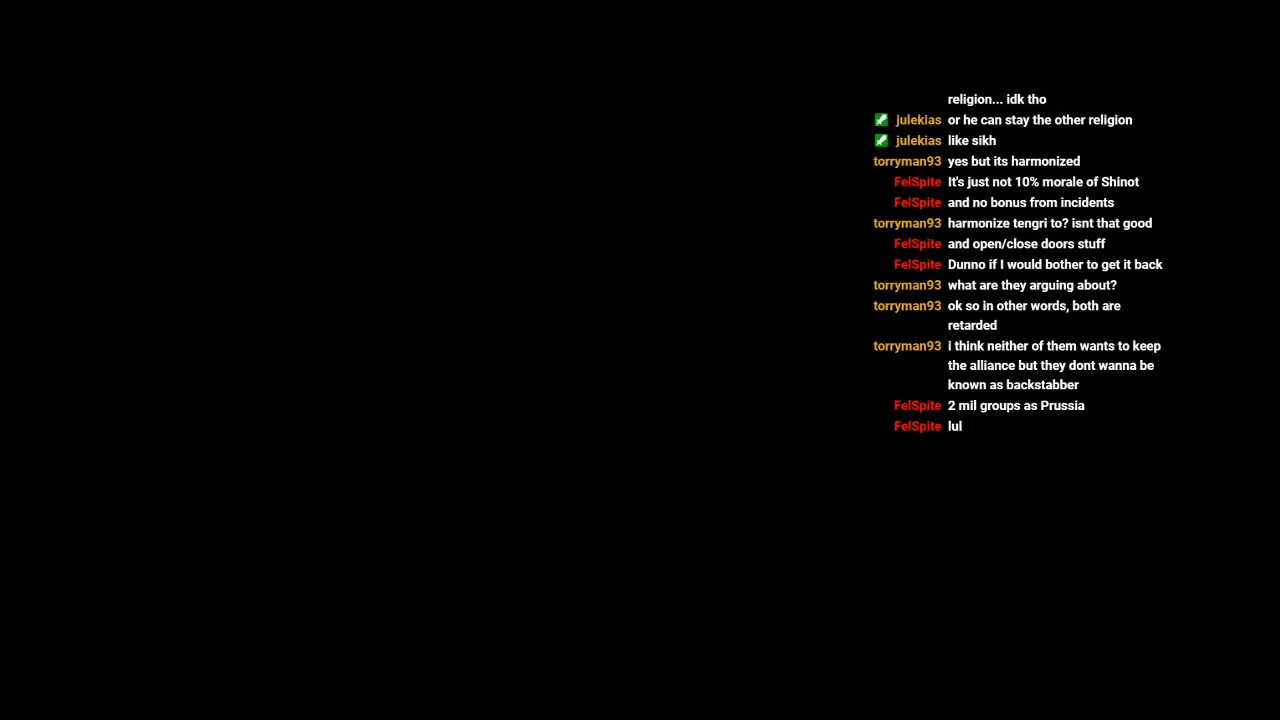 religion... idk tho
julekias or he can stay the other religion
julekias like sikh
torryman93 yes but its harmonized
FelSpite It's just not 10% morale of Shinot
FelSpite and no bonus from incidents
torryman93 harmonize tengri to? isnt that good
FelSpite and open/close doors stuff
FelSpite Dunno if I would bother to get it back
torryman93 what are they arguing about?
torryman93 ok so in other words, both are
retarded
torryman93 i think neither of them wants to keep
the alliance but they dont wanna be
known as backstabber
FelSpite 2 mil groups as Prussia
FelSpite lul